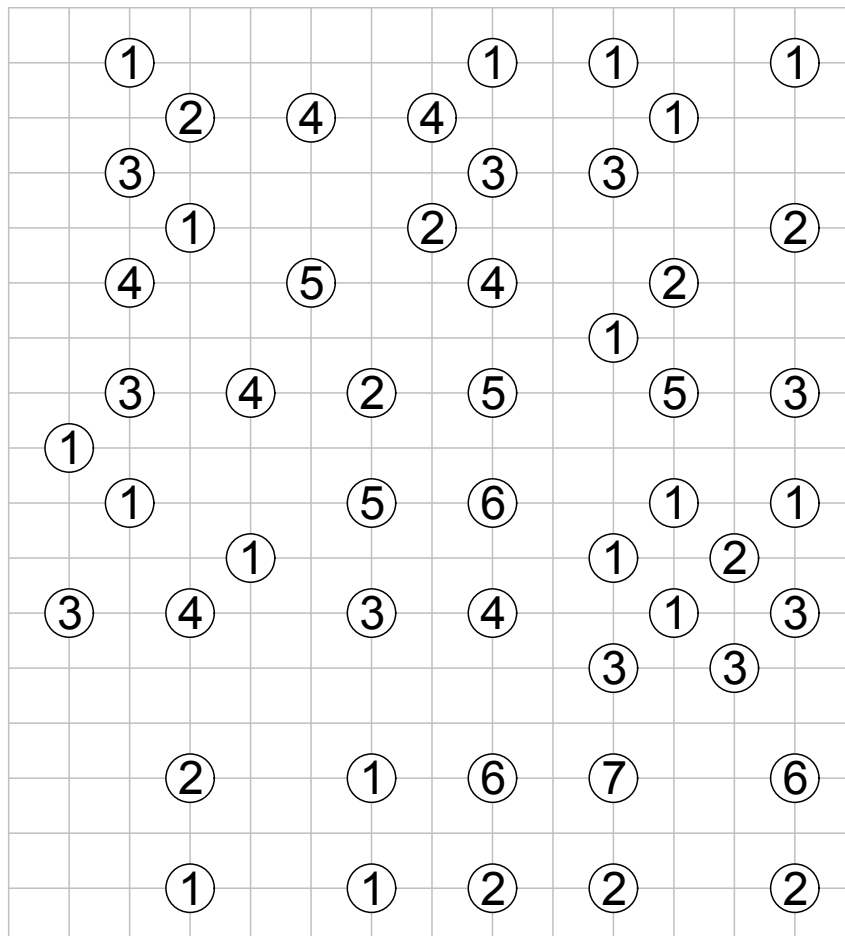 1 1 1 1
2 4 4 1
3 3 3
1 2 2
4 5 4 2
1
3 4 2 5 5 3
1
1 5 6 1 1
1 1 2
3 4 3 4 1 3
3 3
2 1 6 7 6
1 1 2 2 2